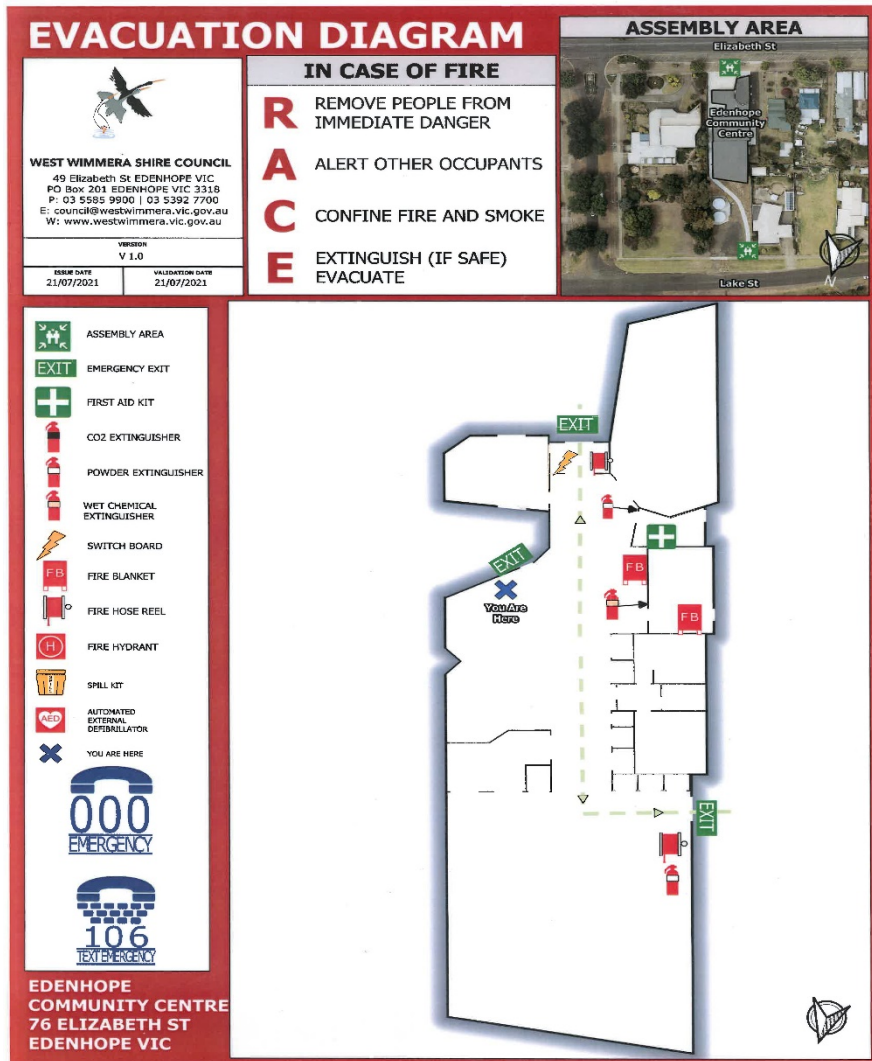 EVACUATION DIAGRAM
WEST WIMMERA SHIRE COUNCIL
49 Elizabeth St EDENHOPE VIC
PO Box 201 EDENHOPE VIC 3318
P: 03 5585 9900 | 03 5392 7700
E: council@westwimmera.vic.gov.au
W: www.westwimmera.vic.gov.au
VERSION
V 1.0
ISSUE DATE
21/07/2021
VALIDATION DATE
21/07/2021
IN CASE OF FIRE
R REMOVE PEOPLE FROM
IMMEDIATE DANGER
A ALERT OTHER OCCUPANTS
C CONFINE FIRE AND SMOKE
E EXTINGUISH (IF SAFE)
EVACUATE
ASSEMBLY AREA
Elizabeth St
Edenhope
Community
Centre
Lake St
N
ASSEMBLY AREA
EXIT EMERGENCY EXIT
FIRST AID KIT
CO2 EXTINGUISHER
POWDER EXTINGUISHER
WET CHEMICAL
EXTINGUISHER
SWITCH BOARD
FB FIRE BLANKET
FIRE HOSE REEL
H FIRE HYDRANT
SPILL KIT
AED AUTOMATED
EXTERNAL
DEFIBRILLATOR
YOU ARE HERE
000
EMERGENCY
106
TEXT EMERGENCY
EXIT
EXIT
You Are
Here
FB
FB
EXIT
EDENHOPE
COMMUNITY CENTRE
76 ELIZABETH ST
EDENHOPE VIC